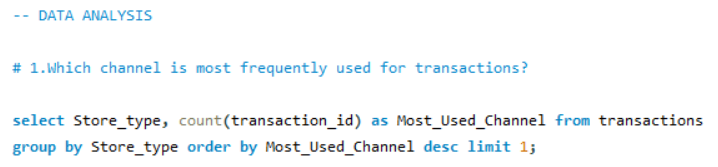 -- DATA ANALYSIS
# 1.Which channel is most frequently used for transactions?
select Store_type, count(transaction_id) as Most_Used_Channel from transactions
group by Store_type order by Most_Used_Channel desc limit 1;